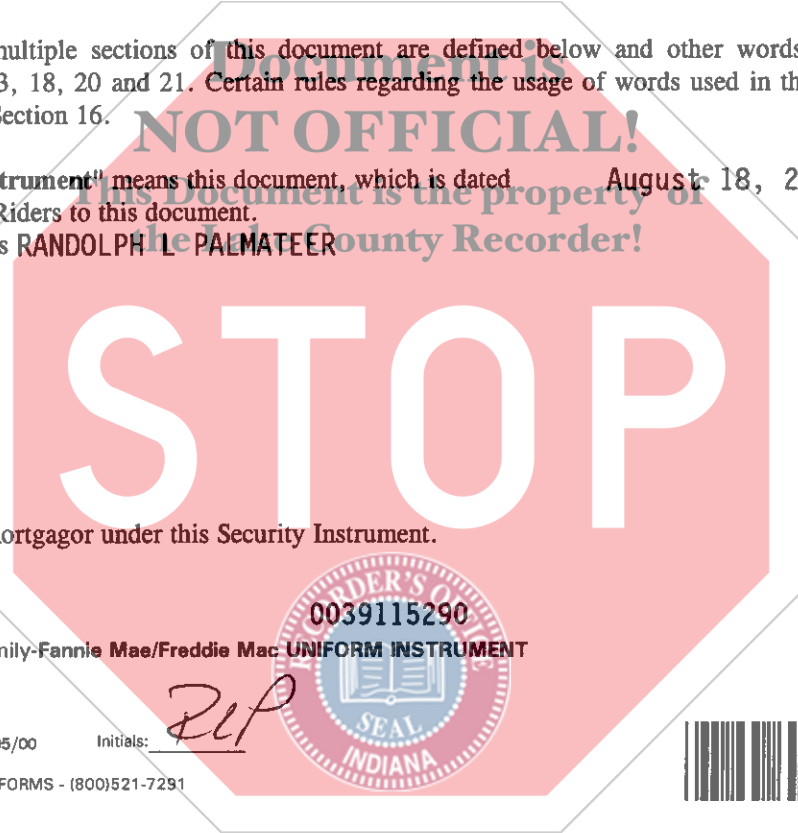 multiple sections of this document are defined below and other words
3, 18, 20 and 21. Certain rules regarding the usage of words used in th
Section 16.
Document is
NOT OFFICIAL!
This Document is the property of
the Lake County Recorder!
trument" means this document, which is dated August 18, 2
Riders to this document.
s RANDOLPH L PALMATEER
STOP
ortgagor under this Security Instrument.
0039115290
mily-Fannie Mae/Freddie Mac UNIFORM INSTRUMENT
RECORDER'S OFFICE
SEAL
INDIANA
05/00 Initials: RLP
FORMS - (800)521-7291